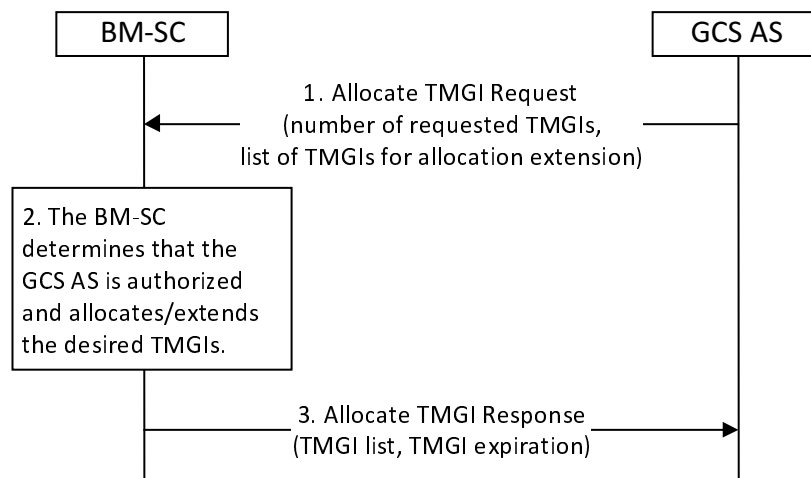 BM-SC
GCS AS
1. Allocate TMGI Request
(number of requested TMGIs,
list of TMGIs for allocation extension)
2. The BM-SC
determines that the
GCS AS is authorized
and allocates/extends
the desired TMGIs.
3. Allocate TMGI Response
(TMGI list, TMGI expiration)